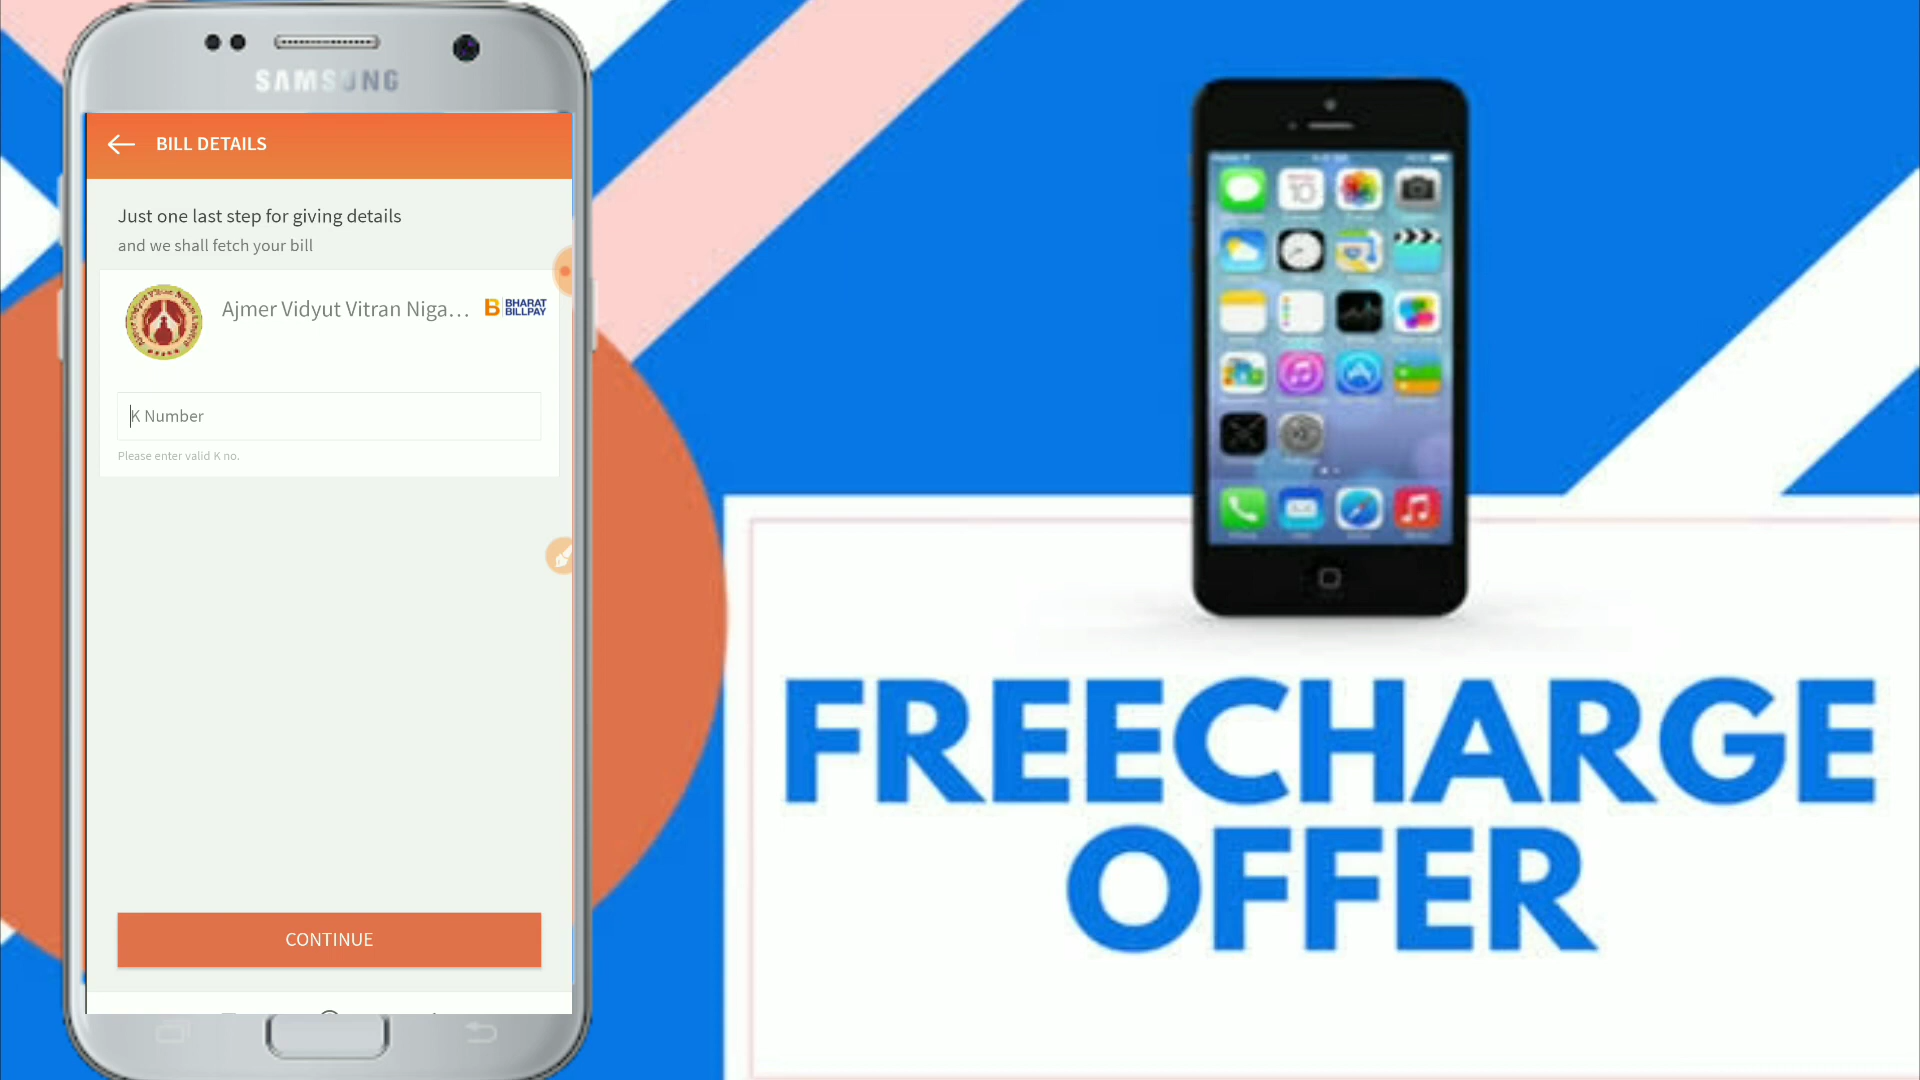 SAMSUNG
BILL DETAILS
Just one last step for giving details
and we shall fetch your bill
Ajmer Vidyut Vitran Niga...
BHARAT
BILLPAY
K Number
Please enter valid K no.
CONTINUE
10
FREECHARGE
OFFER